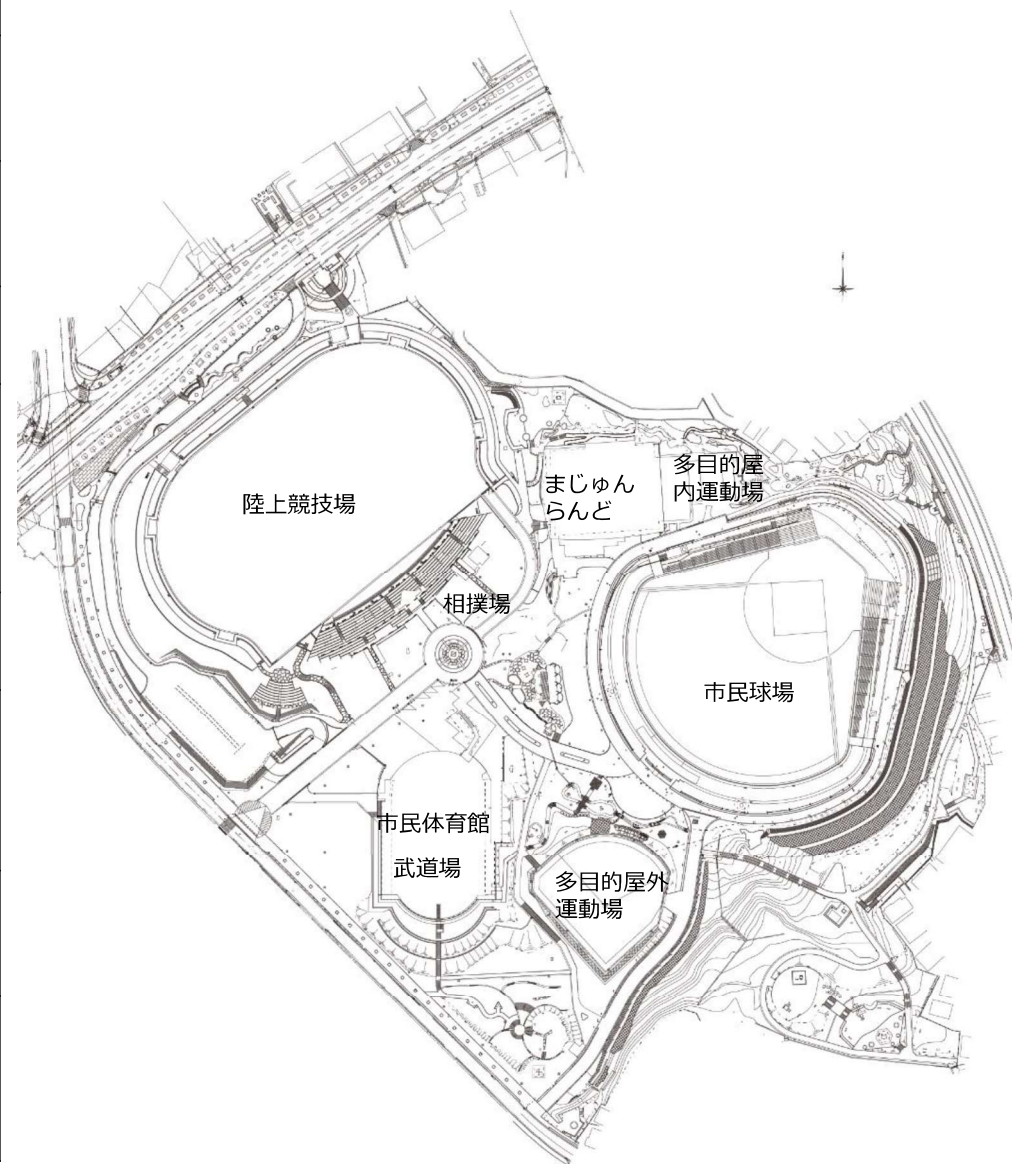 多目的屋
内運動場
まじゅん
らんど
陸上競技場
相撲場
市民球場
市民体育館
武道場
多目的屋外
運動場